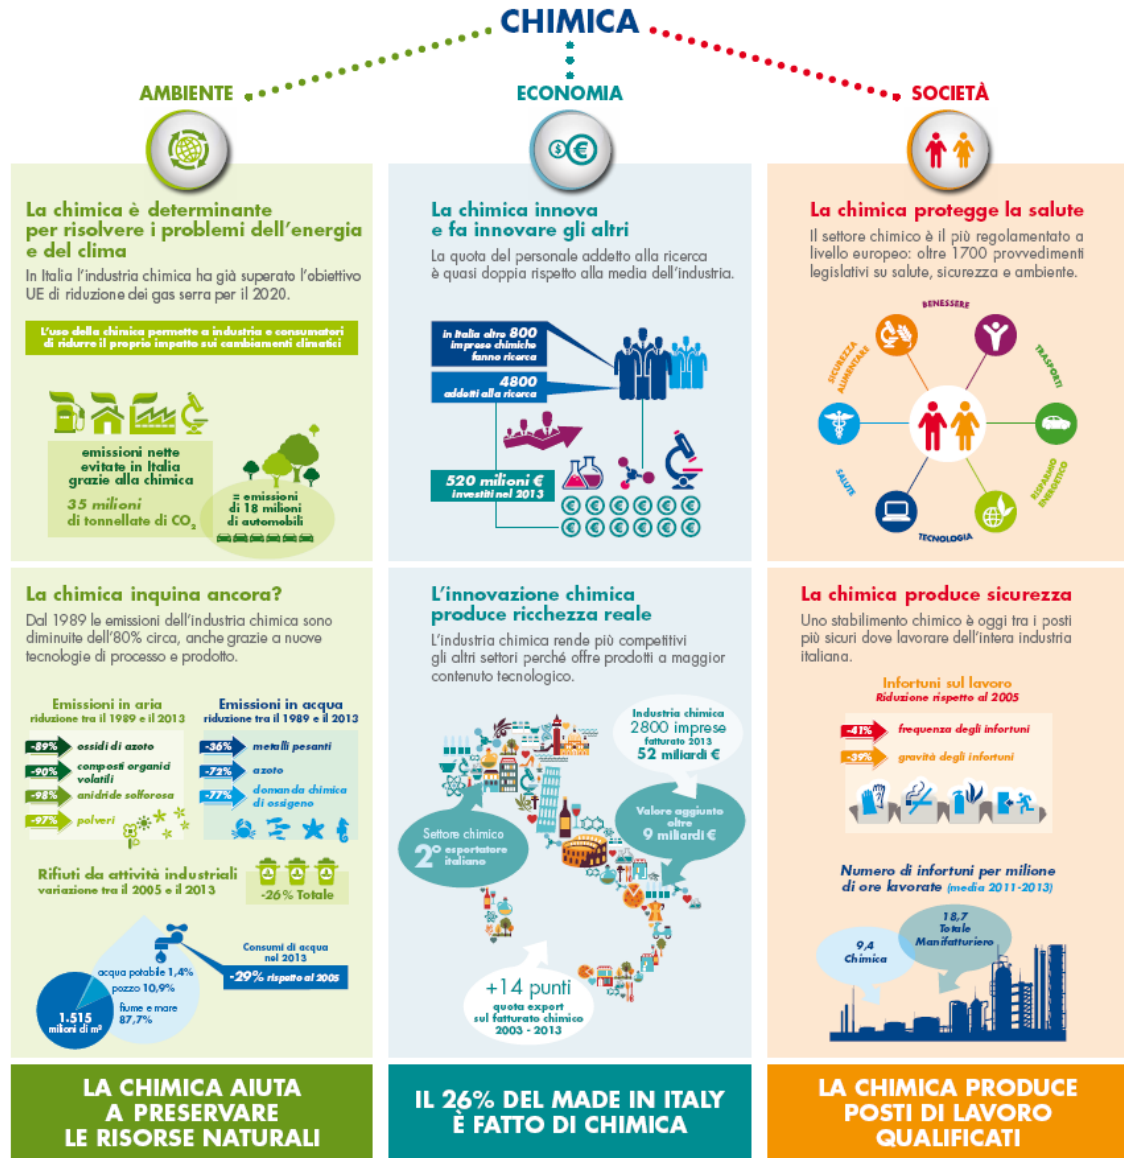 CHIMICA
AMBIENTE
La chimica è determinante
per risolvere i problemi dell'energia
e del clima
In Italia l'industria chimica ha già superato l'obiettivo
UE di riduzione dei gas serra per il 2020.
L'uso della chimica permette a industria e consumatori
di ridurre il proprio impatto sui cambiamenti climatici
emissioni nette
evitate in Italia
grazie alla chimica
35 milioni
di tonnellate di CO₂
= emissioni
di 18 milioni
di automobili
La chimica inquina ancora?
Dal 1989 le emissioni dell'industria chimica sono
diminuite dell'80% circa, anche grazie a nuove
tecnologie di processo e prodotto.
Emissioni in aria
riduzione tra il 1989 e il 2013
-89% ossidi di azoto
-90% composti organici
volatili
-98% anidride solforosa
-97% polveri
Emissioni in acqua
riduzione tra il 1989 e il 2013
-36% metalli pesanti
-72% azoto
-77% domanda chimica
di ossigeno
Rifiuti da attività industriali
variazione tra il 2005 e il 2013
-26% Totale
Consumi di acqua
nel 2013
-29% rispetto al 2005
acqua potabile 1,4%
pozzo 10,9%
fiume e mare
87,7%
1.515
milioni di m³
LA CHIMICA AIUTA
A PRESERVARE
LE RISORSE NATURALI
ECONOMIA
$ €
La chimica innova
e fa innovare gli altri
La quota del personale addetto alla ricerca
è quasi doppia rispetto alla media dell'industria.
in Italia oltre 800
imprese chimiche
fanno ricerca
4800
addetti alla ricerca
520 milioni €
investiti nel 2013
€ € € € € €
€ € € € € €
L'innovazione chimica
produce ricchezza reale
L'industria chimica rende più competitivi
gli altri settori perché offre prodotti a maggior
contenuto tecnologico.
Industria chimica
2800 imprese
fatturato 2013
52 miliardi €
Valore aggiunto
oltre
9 miliardi €
Settore chimico
2° esportatore
italiano
+14 punti
quota export
sul fatturato chimico
2003 - 2013
IL 26% DEL MADE IN ITALY
È FATTO DI CHIMICA
SOCIETÀ
La chimica protegge la salute
Il settore chimico è il più regolamentato a
livello europeo: oltre 1700 provvedimenti
legislativi su salute, sicurezza e ambiente.
BENESSERE
TRASPORTI
RISPARMIO
ENERGETICO
TECNOLOGIA
SALUTE
SICUREZZA
ALIMENTARE
La chimica produce sicurezza
Uno stabilimento chimico è oggi tra i posti
più sicuri dove lavorare dell'intera industria
italiana.
Infortuni sul lavoro
Riduzione rispetto al 2005
-41% frequenza degli infortuni
-39% gravità degli infortuni
Numero di infortuni per milione
di ore lavorate (media 2011-2013)
9,4
Chimica
18,7
Totale
Manifatturiero
LA CHIMICA PRODUCE
POSTI DI LAVORO
QUALIFICATI